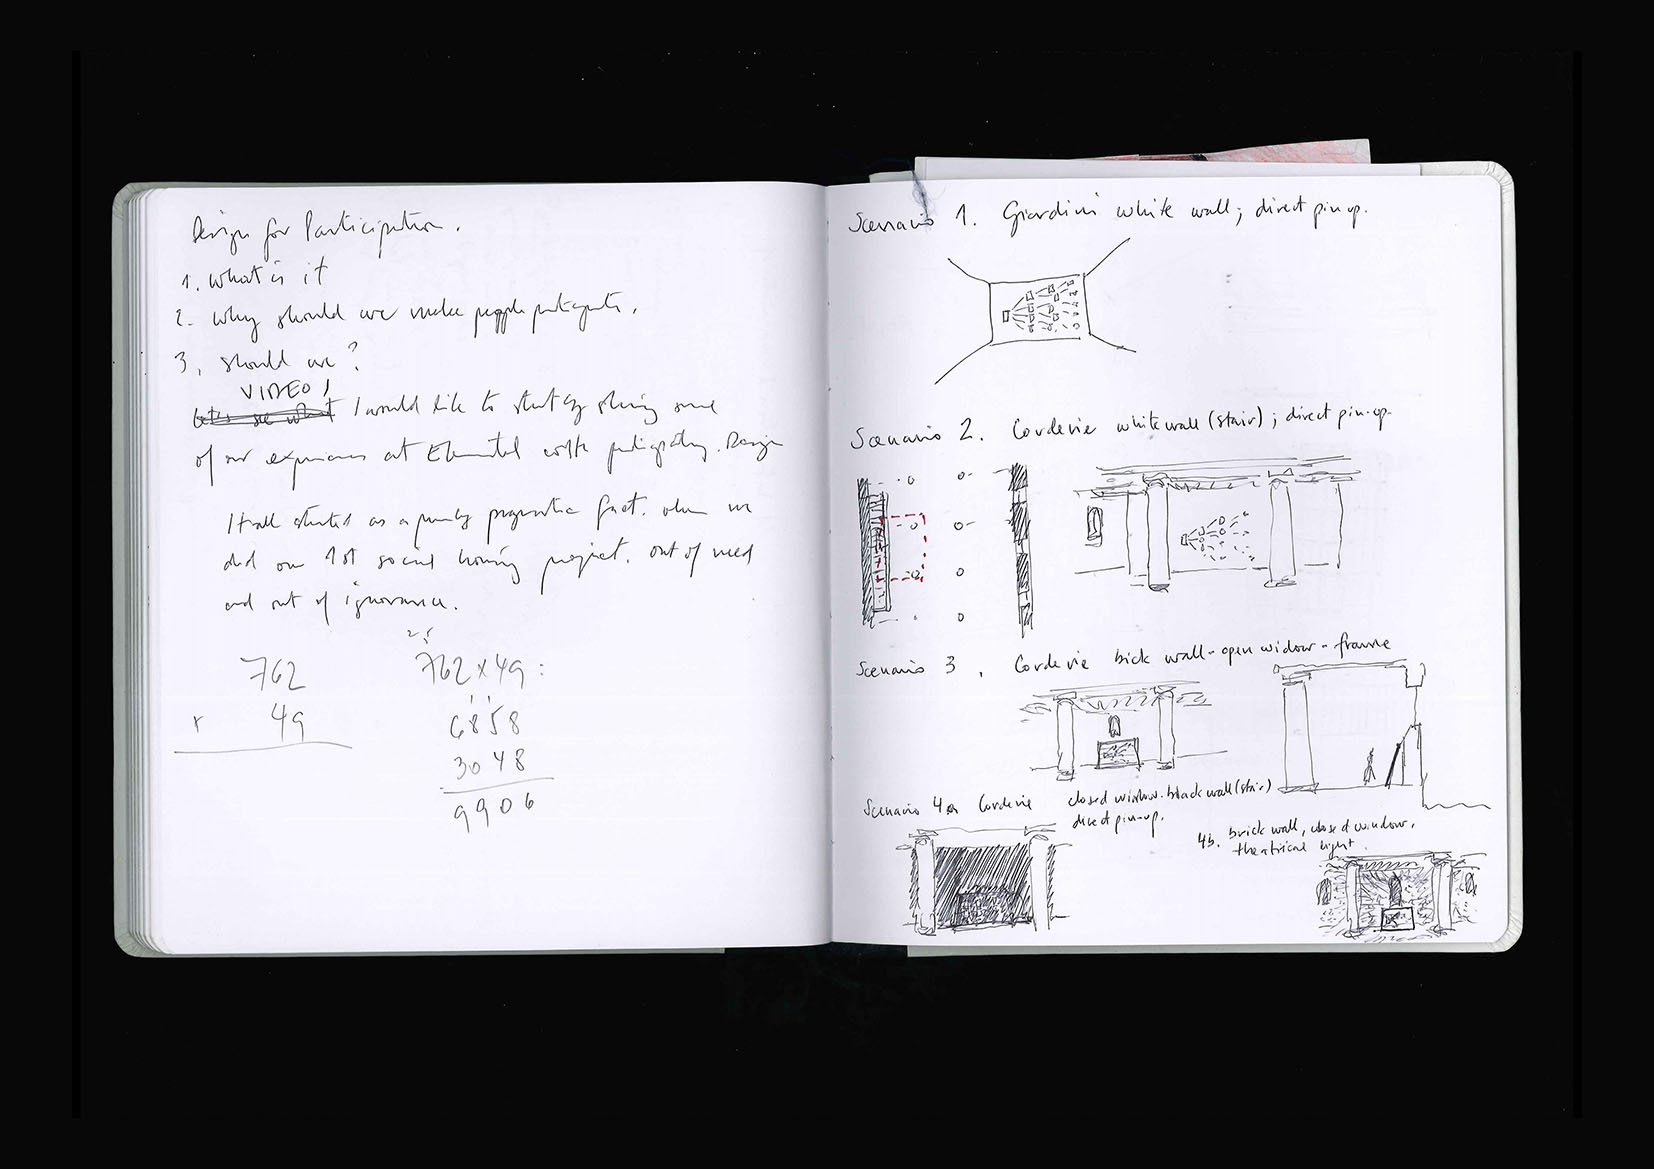 Design for Participation.
1. What is it
2. Why should we make people participate.
3. Should we?
VIDEO!
let's see what I would like to start by sharing some
of our experiences at Elemental with participatory. Design
It all started as a purely pragmatic fact. when we
did our 1st social housing project. out of need
and out of ignorance.
762
x 49
762x49:
6858
3048
9906
Scenario 1. Giardini white wall; direct pin up.
Scenario 2. Corderie white wall (stair); direct pin-up.
Scenario 3. Corderie bick wall - open widow - frame
Scenario 4a Corderie closed window. black wall (stair)
direct pin-up.
4b. brick wall, closed window,
theatrical light.